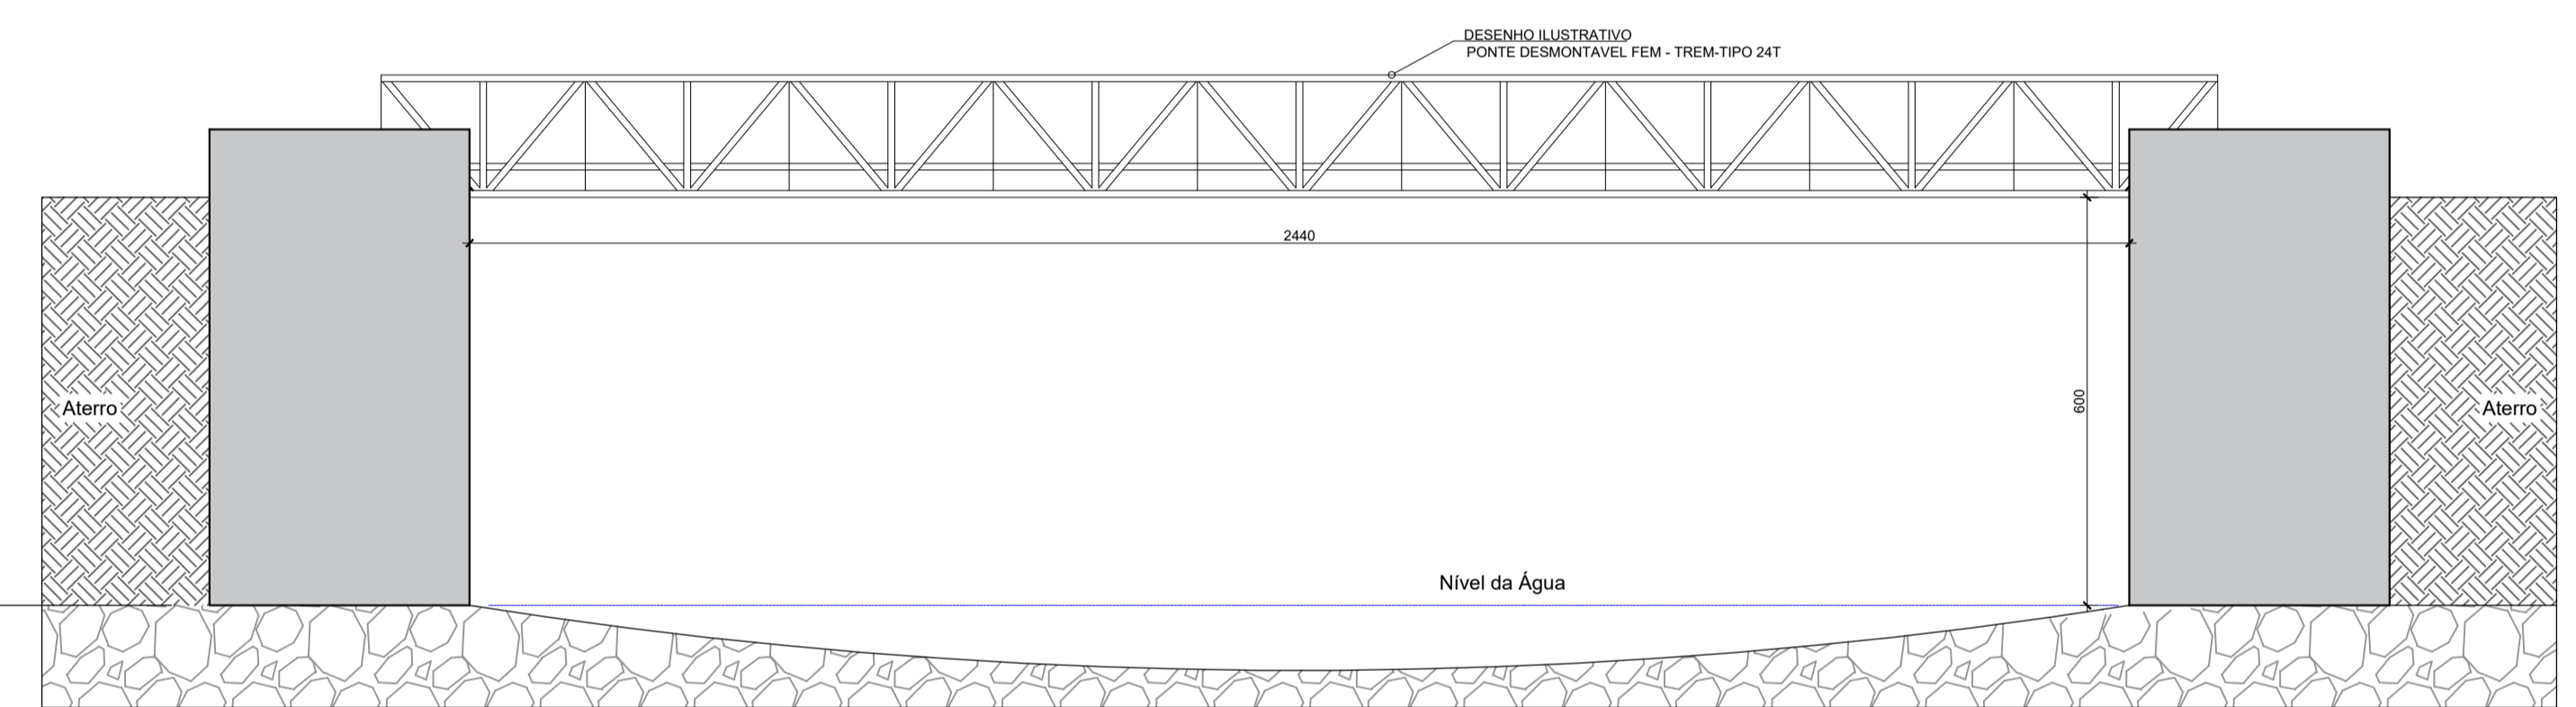 DESENHO ILUSTRATIVO
PONTE DESMONTAVEL FEM - TREM-TIPO 24T
2440
600
Aterro
Aterro
Nível da Água